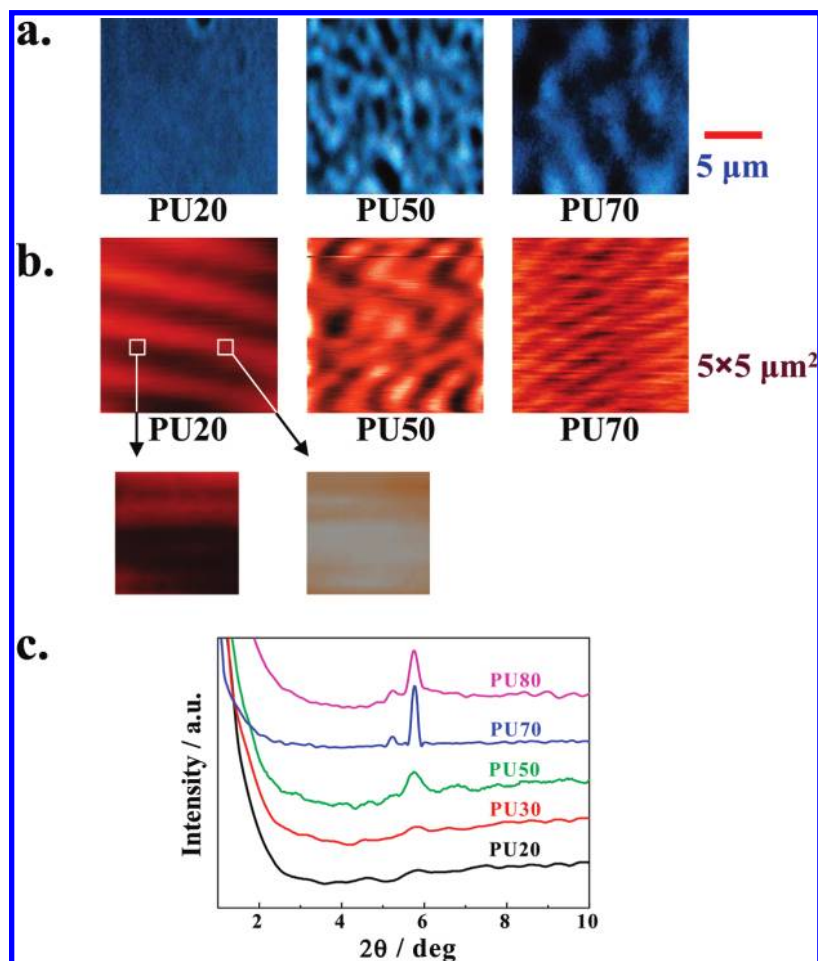 a.
PU20 PU50 PU70
5 μm
b.
PU20 PU50 PU70
5×5 μm²
c.
Intensity / a.u.
PU80
PU70
PU50
PU30
PU20
2 4 6 8 10
2θ / deg